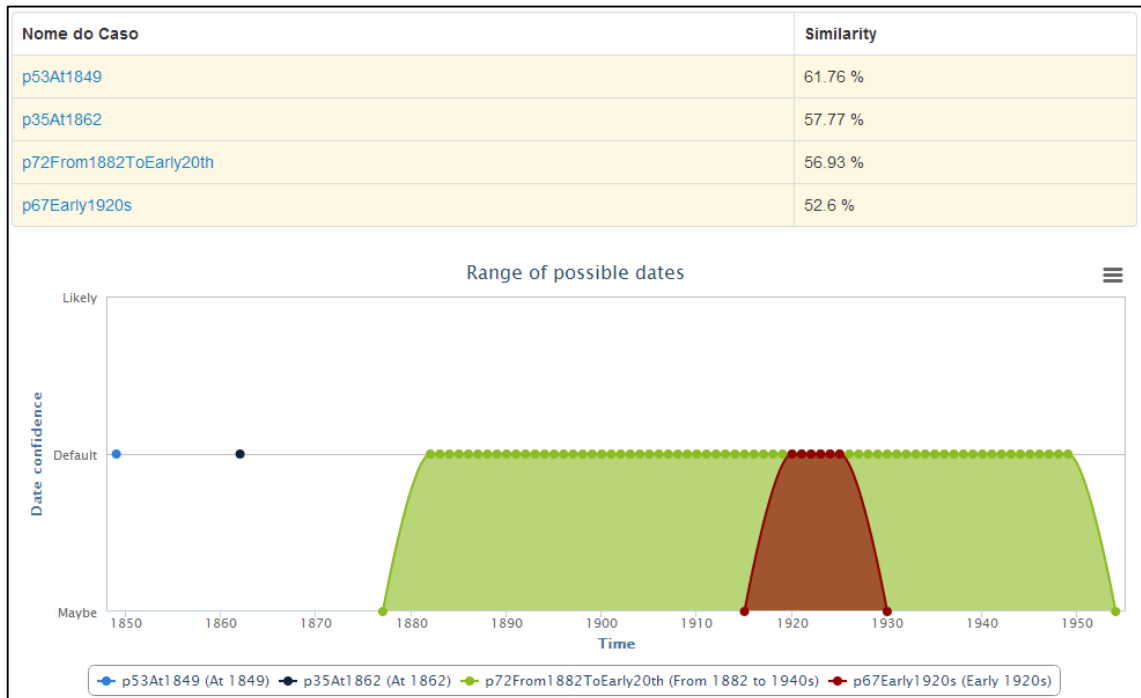 Nome do Caso Similarity
p53At1849 61.76 %
p35At1862 57.77 %
p72From1882ToEarly20th 56.93 %
p67Early1920s 52.6 %
Range of possible dates
Likely
Default
Maybe
Date confidence
1850 1860 1870 1880 1890 1900 1910 1920 1930 1940 1950
Time
p53At1849 (At 1849) p35At1862 (At 1862) p72From1882ToEarly20th (From 1882 to 1940s) p67Early1920s (Early 1920s)